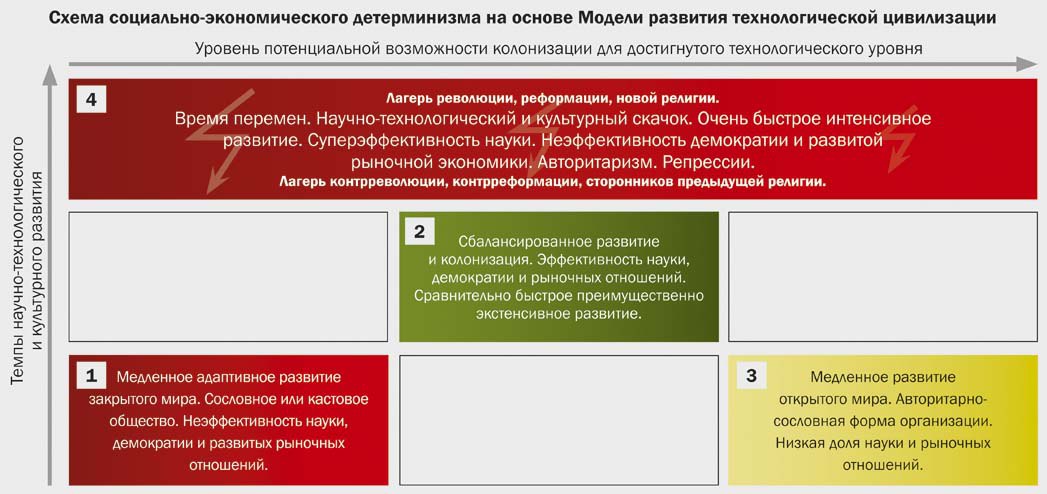 Схема социально-экономического детерминизма на основе Модели развития технологической цивилизации
Уровень потенциальной возможности колонизации для достигнутого технологического уровня
Темпы научно-технологического
и культурного развития
4
Лагерь революции, реформации, новой религии.
Время перемен. Научно-технологический и культурный скачок. Очень быстрое интенсивное
развитие. Суперэффективность науки. Неэффективность демократии и развитой
рыночной экономики. Авторитаризм. Репрессии.
Лагерь контрреволюции, контрреформации, сторонников предыдущей религии.
2
Сбалансированное развитие
и колонизация. Эффективность науки,
демократии и рыночных отношений.
Сравнительно быстрое преимущественно
экстенсивное развитие.
1
Медленное адаптивное развитие
закрытого мира. Сословное или кастовое
общество. Неэффективность науки,
демократии и развитых рыночных
отношений.
3
Медленное развитие
открытого мира. Авторитарно-
сословная форма организации.
Низкая доля науки и рыночных
отношений.